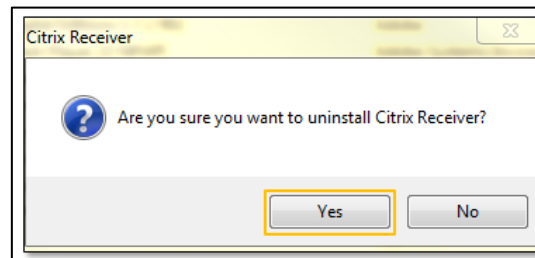 Citrix Receiver
Are you sure you want to uninstall Citrix Receiver?
Yes
No